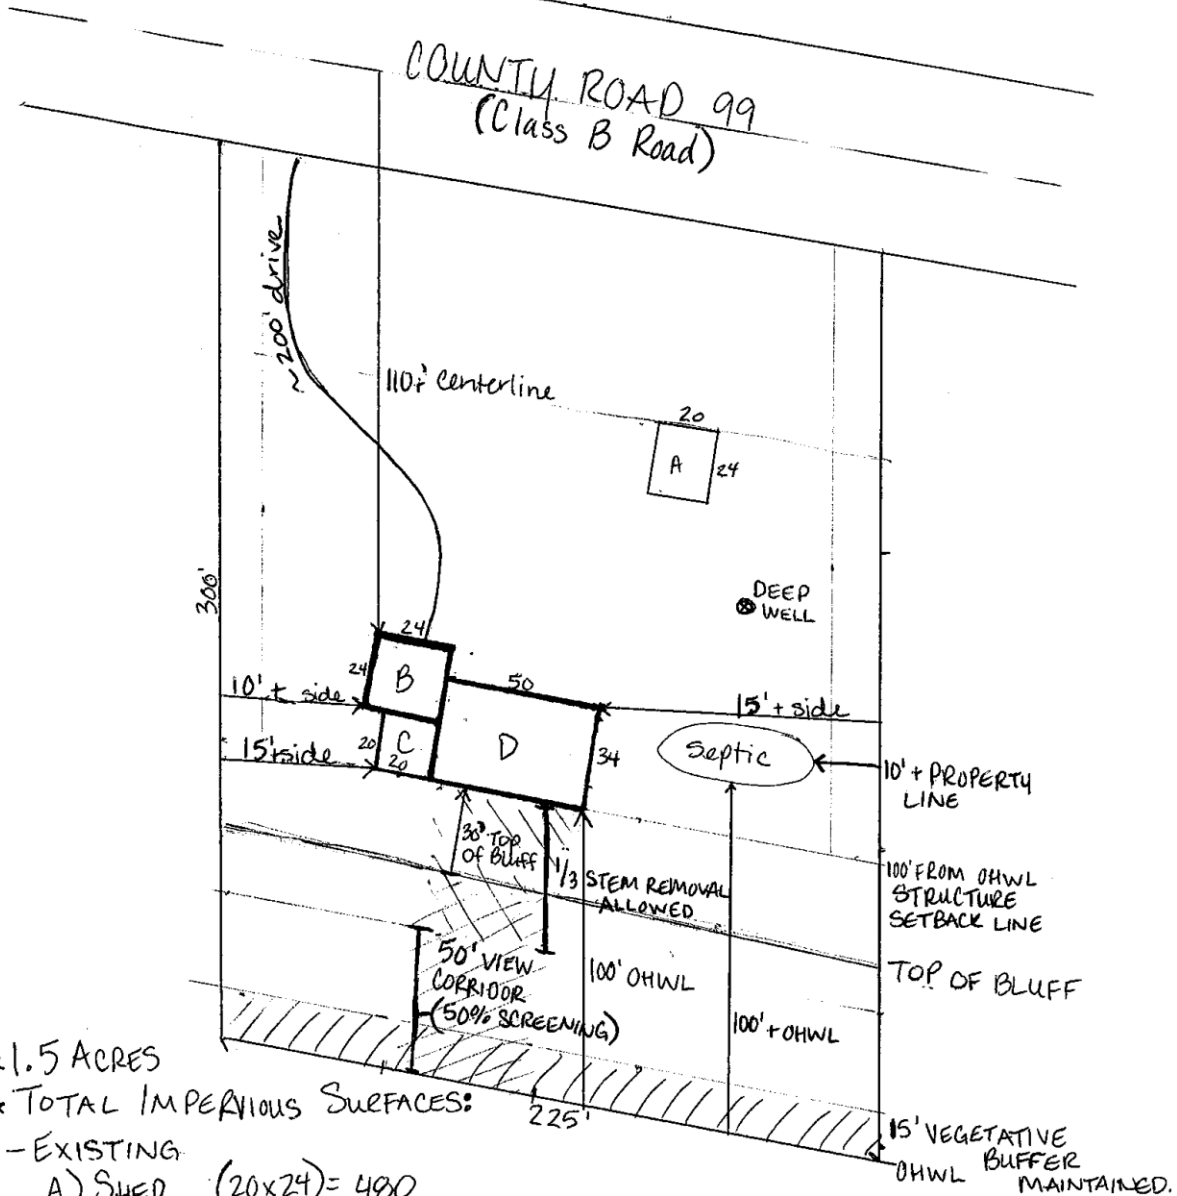 COUNTY ROAD 99
(Class B Road)
~200' drive
110+' Centerline
20
A
24
300'
DEEP
WELL
24
24
B
50
10'+ side
15'+ side
20
C
20
D
34
Septic
15'+side
10'+ PROPERTY
LINE
30' Top
of Bluff
1/3 STEM REMOVAL
ALLOWED
100' FROM OHWL
STRUCTURE
SETBACK LINE
TOP OF BLUFF
50' VIEW
CORRIDOR
(50% SCREENING)
100' OHWL
100'+ OHWL
1.5 ACRES
* TOTAL IMPERVIOUS SURFACES:
225'
15' VEGETATIVE
BUFFER
MAINTAINED.
OHWL
- EXISTING
A) SHED (20x24)= 480